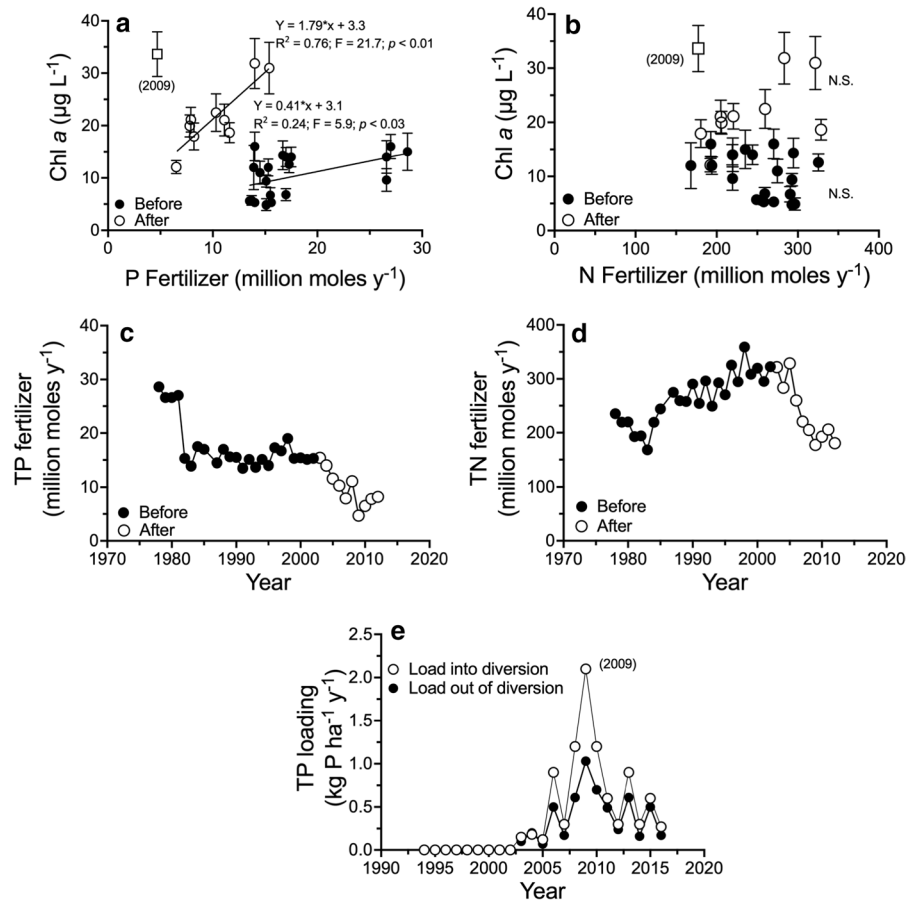 a
Chl a (µg L-1)
40
30
20
10
0
0
10
20
30
P Fertilizer (million moles y-1)
Y = 1.79*x + 3.3
R2 = 0.76; F = 21.7; p < 0.01
(2009)
Y = 0.41*x + 3.1
R2 = 0.24; F = 5.9; p < 0.03
Before
After
b
Chl a (µg L-1)
40
30
20
10
0
0
100
200
300
400
N Fertilizer (million moles y-1)
(2009)
N.S.
N.S.
Before
After
c
TP fertilizer
(million moles y-1)
40
30
20
10
0
1970
1980
1990
2000
2010
2020
Year
Before
After
d
TN fertilizer
(million moles y-1)
400
300
200
100
0
1970
1980
1990
2000
2010
2020
Year
Before
After
e
TP loading
(kg P ha-1 y-1)
2.5
2.0
1.5
1.0
0.5
0.0
1990
1995
2000
2005
2010
2015
2020
Year
Load into diversion
Load out of diversion
(2009)